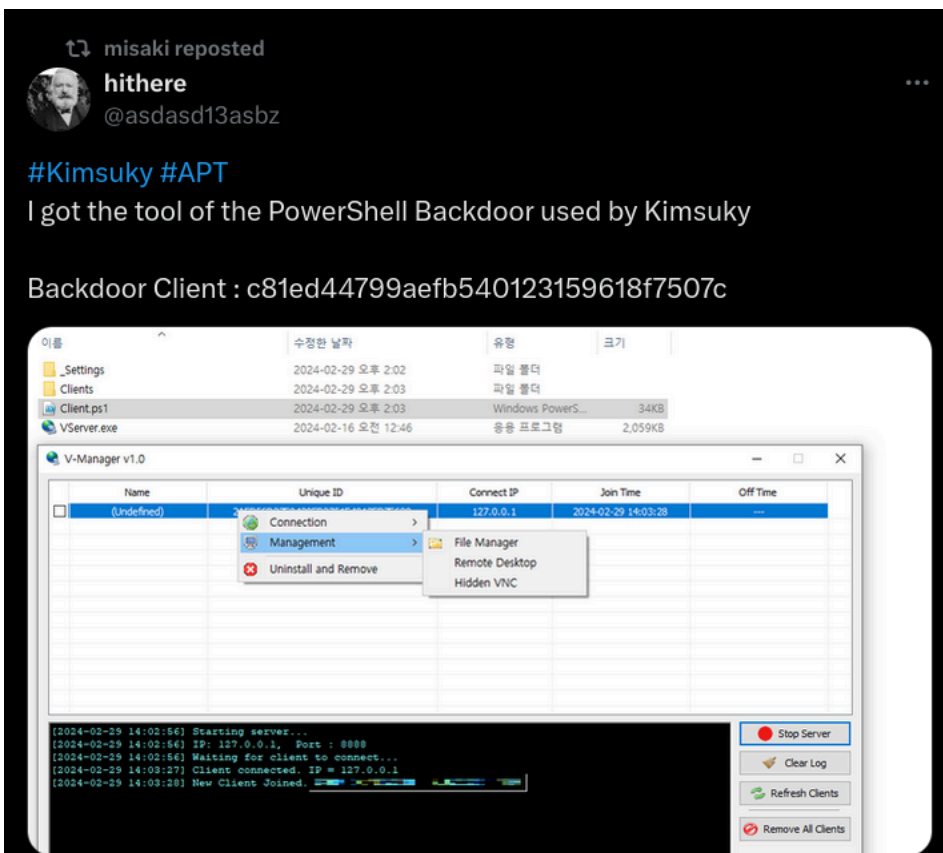 misaki reposted
hithere
@asdasd13asbz
#Kimsuky #APT
I got the tool of the PowerShell Backdoor used by Kimsuky
Backdoor Client : c81ed44799aefb540123159618f7507c
이름 수정한 날짜 유형 크기
_Settings 2024-02-29 오후 2:02 파일 폴더
Clients 2024-02-29 오후 2:03 파일 폴더
Client.ps1 2024-02-29 오후 2:03 Windows PowerS... 34KB
VServer.exe 2024-02-16 오전 12:46 응용 프로그램 2,059KB
V-Manager v1.0
Name Unique ID Connect IP Join Time Off Time
(Undefined) 127.0.0.1 2024-02-29 14:03:28 ---
Connection
Management
Uninstall and Remove
File Manager
Remote Desktop
Hidden VNC
[2024-02-29 14:02:56] Starting server...
[2024-02-29 14:02:56] IP: 127.0.0.1, Port : 8888
[2024-02-29 14:02:56] Waiting for client to connect...
[2024-02-29 14:03:27] Client connected. IP = 127.0.0.1
[2024-02-29 14:03:28] New Client Joined.
Stop Server
Clear Log
Refresh Clients
Remove All Clients